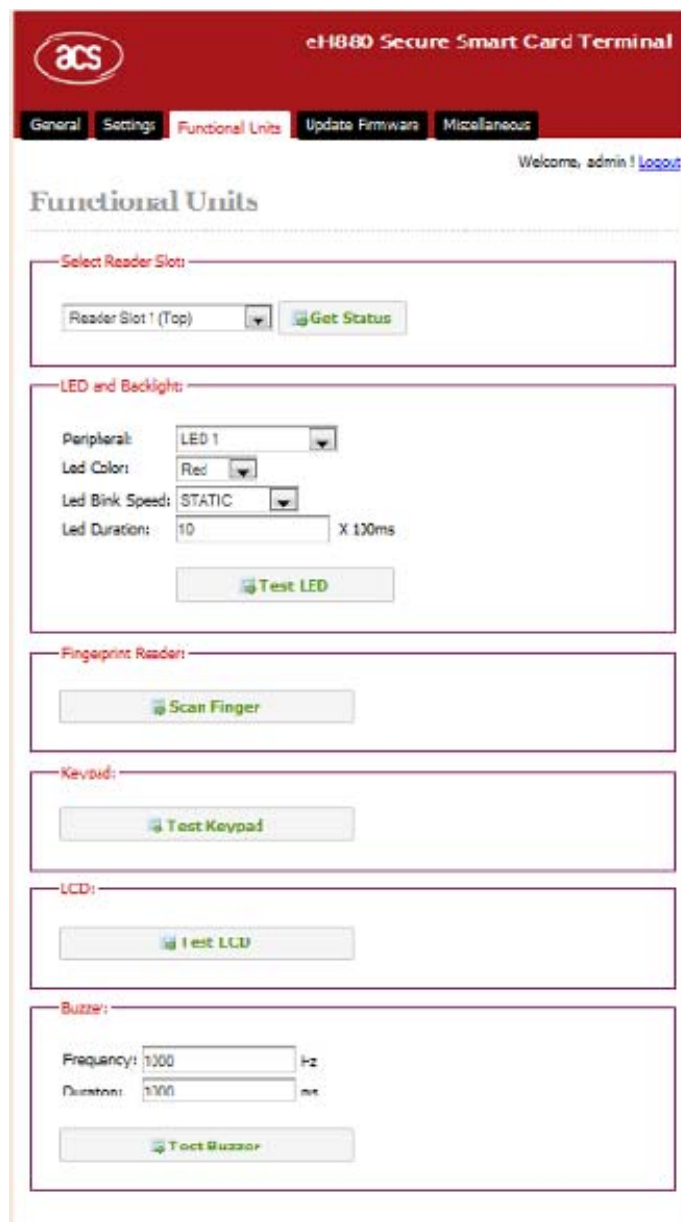 acs
eH880 Secure Smart Card Terminal
General Settings Functional Units Update Firmware Miscellaneous
Welcome, admin ! Logout
Functional Units
Select Reader Slot:
Reader Slot 1 (Top) Get Status
LED and Backlight:
Peripheral: LED 1
Led Color: Red
Led Bink Speed: STATIC
Led Duration: 10 X 100ms
Test LED
Fingerprint Reader:
Scan Finger
Keypad:
Test Keypad
LCD:
Test LCD
Buzzer:
Frequency: 1000 Hz
Duration: 1000 ms
Test Buzzer